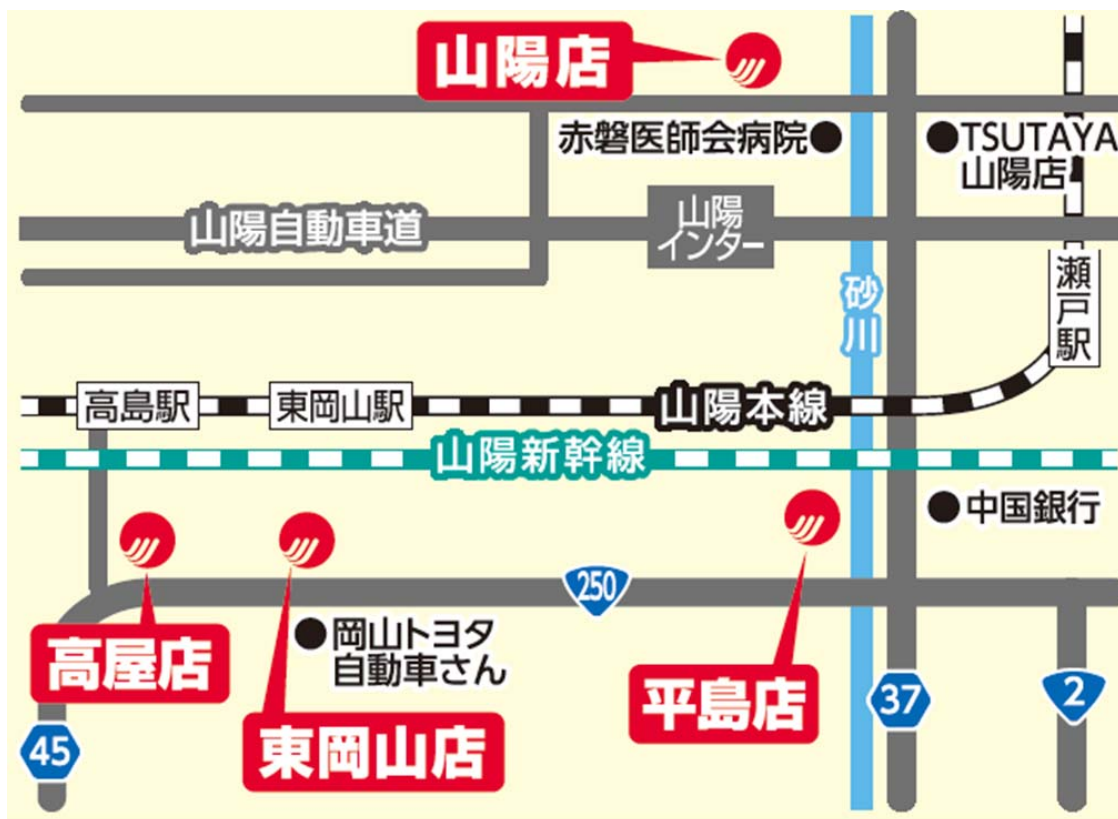 山陽店
赤磐医師会病院
TSUTAYA
山陽店
山陽自動車道
山陽
インター
砂川
瀬戸駅
高島駅
東岡山駅
山陽本線
山陽新幹線
中国銀行
250
岡山トヨタ
自動車さん
高屋店
東岡山店
平島店
37
2
45